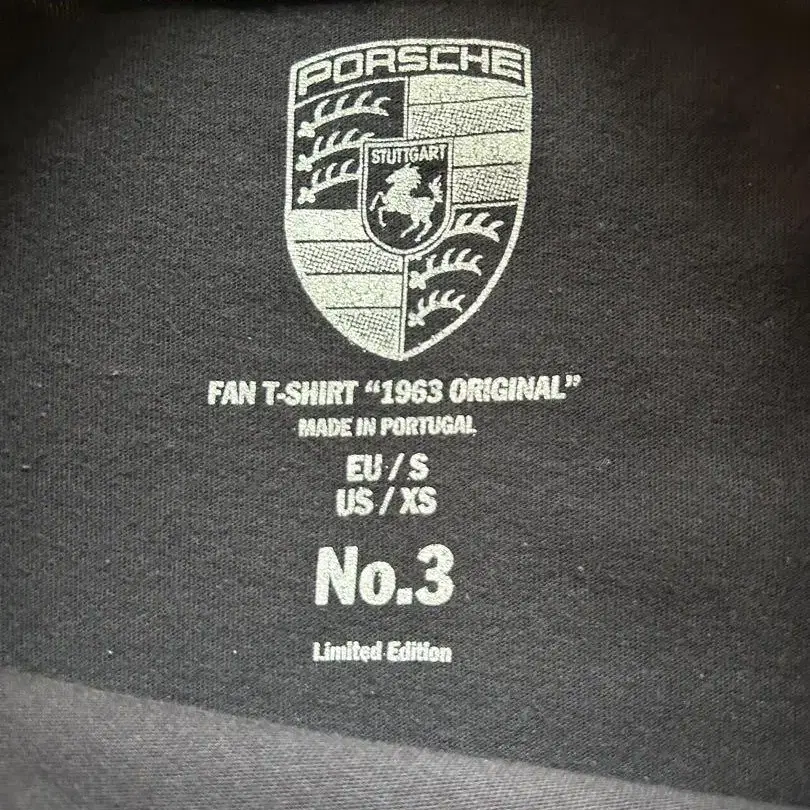 PORSCHE
STUTTGART
FAN T-SHIRT “1963 ORIGINAL”
MADE IN PORTUGAL
EU / S
US / XS
No.3
Limited Edition